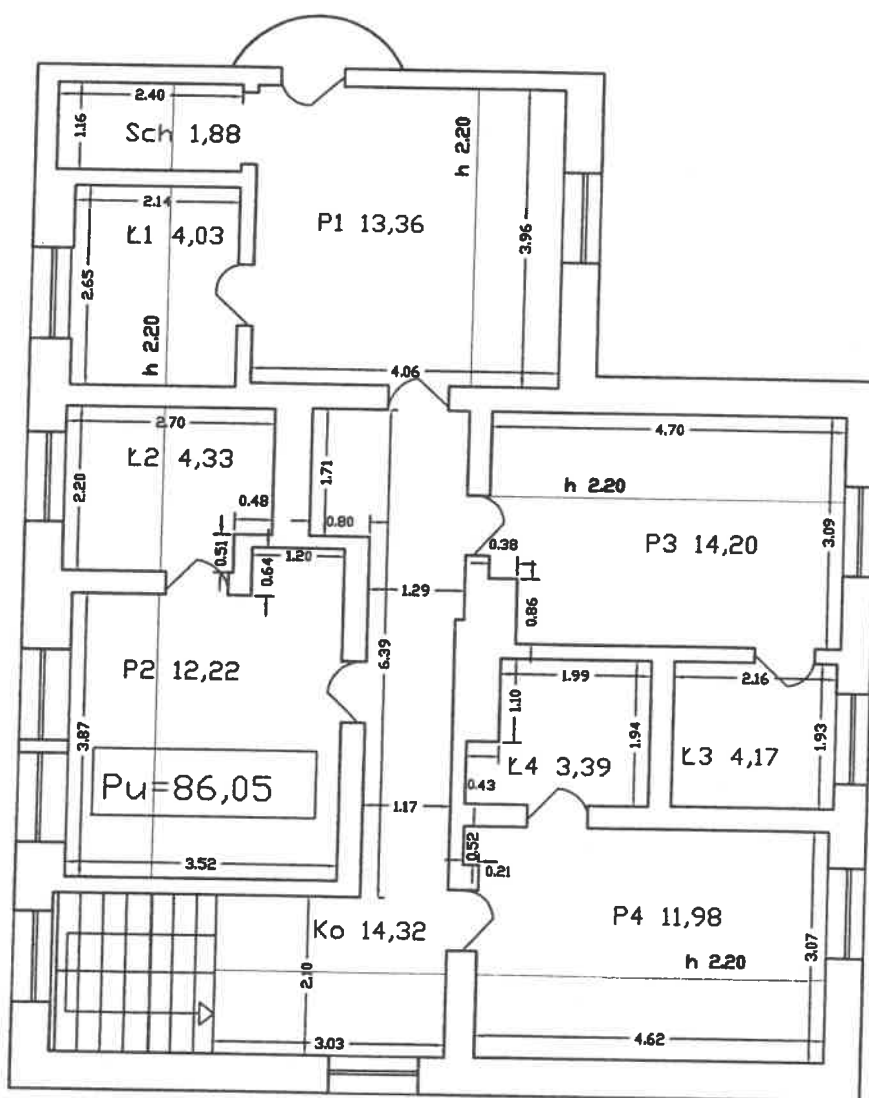 2.40
1.16
Sch 1,88
h 2.20
2.14
Ł1 4,03
P1 13,36
3.96
2.65
h 2.20
4.06
2.70
4.70
Ł2 4,33
1.71
2.20
h 2.20
0.48
0.80
3.09
0.51
0.64
1.20
0.38
P3 14,20
1.29
0.86
6.39
P2 12,22
1.99
2.16
1.10
3.87
1.94
1.93
Ł4 3,39
Ł3 4,17
Pu=86,05
0.43
1.17
0.52
3.52
0.21
P4 11,98
Ko 14,32
3.07
2.10
h 2.20
3.03
4.62